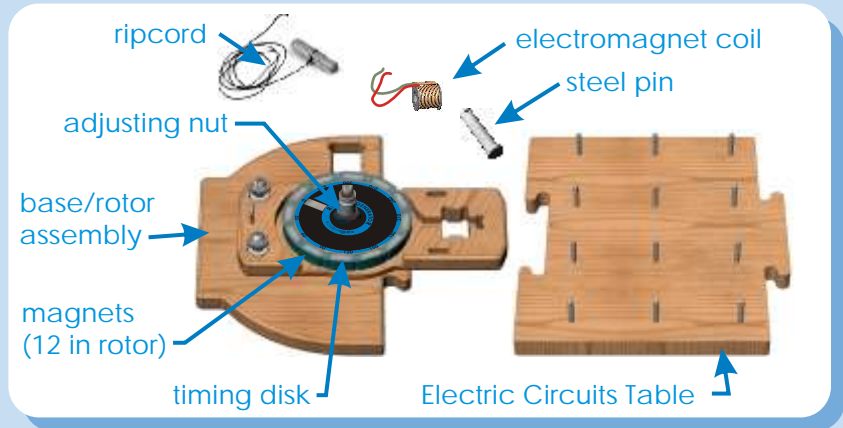 ripcord
electromagnet coil
steel pin
adjusting nut
base/rotor
assembly
magnets
(12 in rotor)
timing disk
Electric Circuits Table